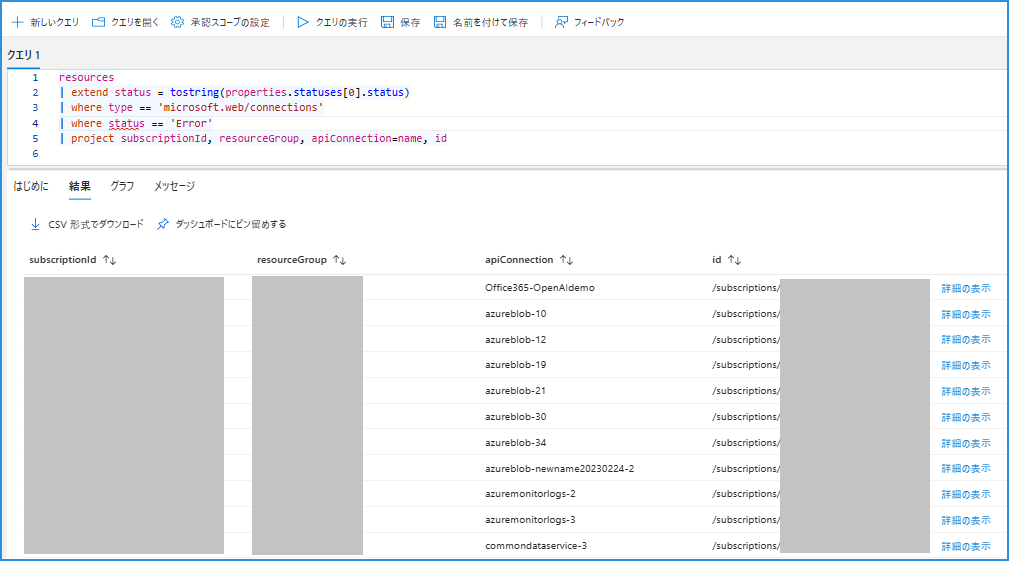 新しいクエリ クエリを開く 承認スコープの設定 クエリの実行 保存 名前を付けて保存 フィードバック
クエリ 1
1 resources
2 | extend status = tostring(properties.statuses[0].status)
3 | where type == 'microsoft.web/connections'
4 | where status == 'Error'
5 | project subscriptionId, resourceGroup, apiConnection=name, id
6
はじめに 結果 グラフ メッセージ
CSV 形式でダウンロード ダッシュボードにピン留めする
subscriptionId ↑↓ resourceGroup ↑↓ apiConnection ↑↓ id ↑↓
Office365-OpenAIdemo /subscriptions/ 詳細の表示
azureblob-10 /subscriptions/ 詳細の表示
azureblob-12 /subscriptions/ 詳細の表示
azureblob-19 /subscriptions/ 詳細の表示
azureblob-21 /subscriptions/ 詳細の表示
azureblob-30 /subscriptions/ 詳細の表示
azureblob-34 /subscriptions/ 詳細の表示
azureblob-newname20230224-2 /subscriptions/ 詳細の表示
azuremonitorlogs-2 /subscriptions/ 詳細の表示
azuremonitorlogs-3 /subscriptions/ 詳細の表示
commondataservice-3 /subscriptions/ 詳細の表示